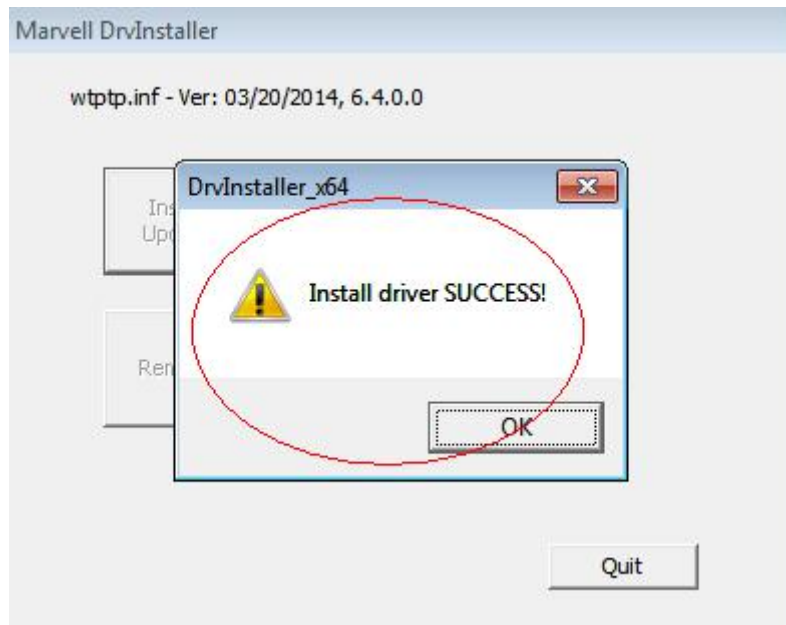 Marvell DrvInstaller
wtptp.inf - Ver: 03/20/2014, 6.4.0.0
DrvInstaller_x64
Install driver SUCCESS!
OK
Quit